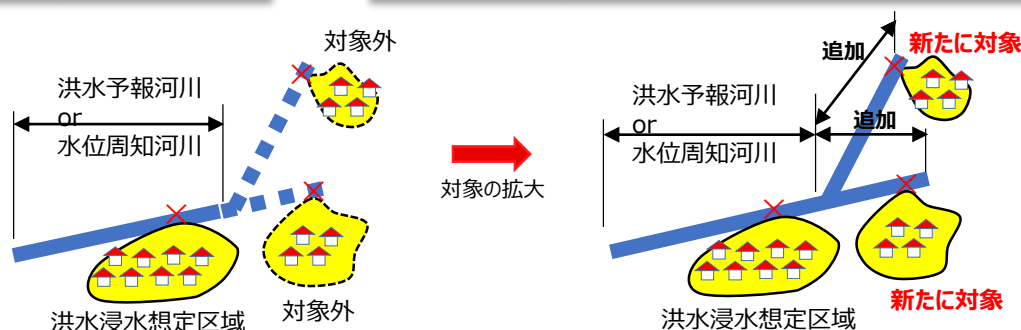 対象外
洪水予報河川
or
水位周知河川
洪水浸水想定区域
対象外
対象の拡大
追加
新たに対象
洪水予報河川
or
水位周知河川
追加
洪水浸水想定区域
新たに対象